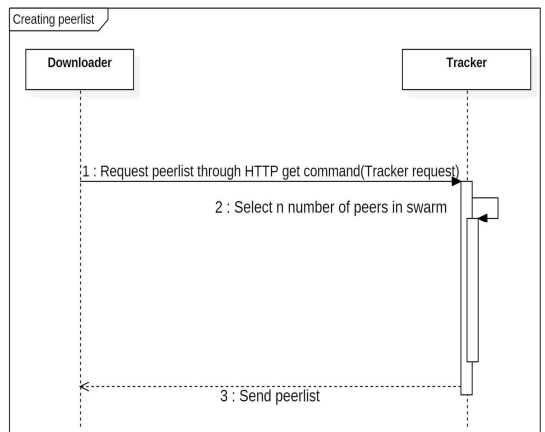 Creating peerlist
Downloader
Tracker
1 : Request peerlist through HTTP get command(Tracker request)
2 : Select n number of peers in swarm
3 : Send peerlist